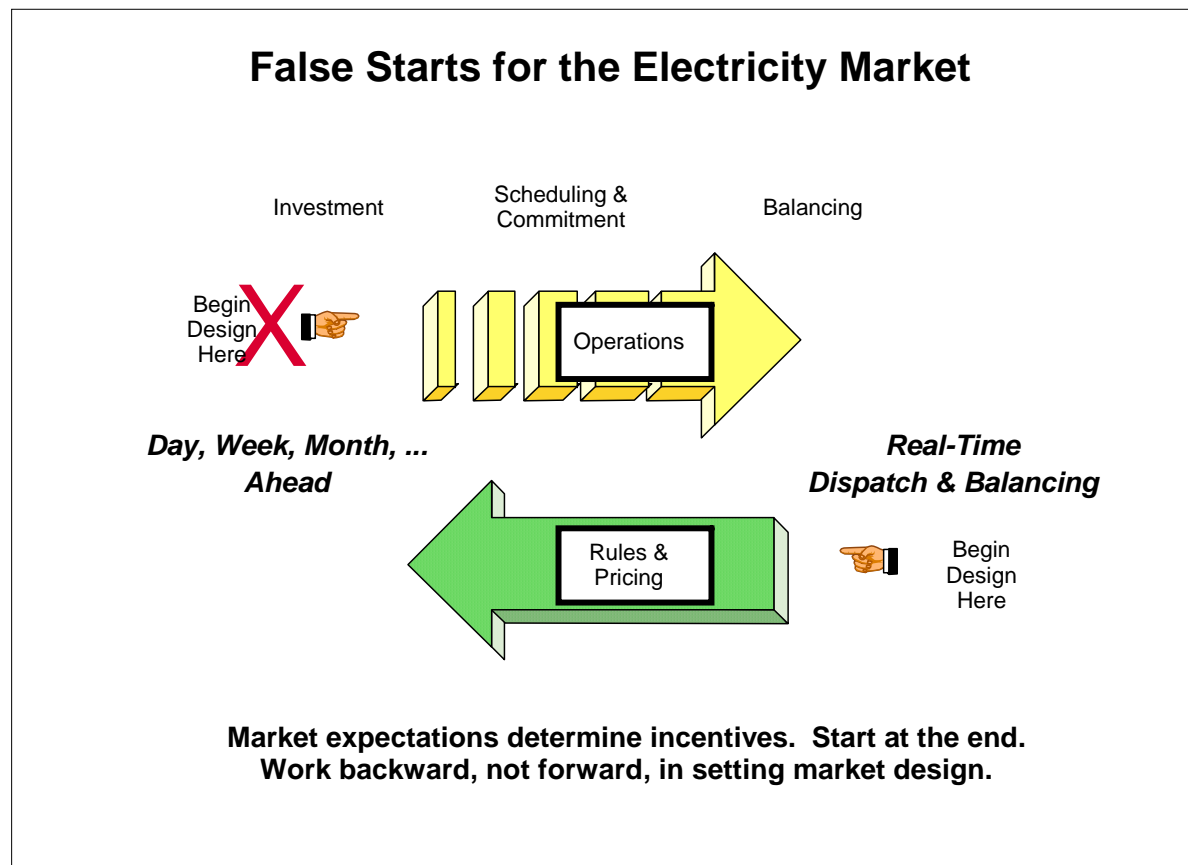 False Starts for the Electricity Market
Investment
Scheduling &
Commitment
Balancing
Begin
Design
Here
Operations
Day, Week, Month, ...
Ahead
Real-Time
Dispatch & Balancing
Rules &
Pricing
Begin
Design
Here
Market expectations determine incentives.  Start at the end.
Work backward, not forward, in setting market design.